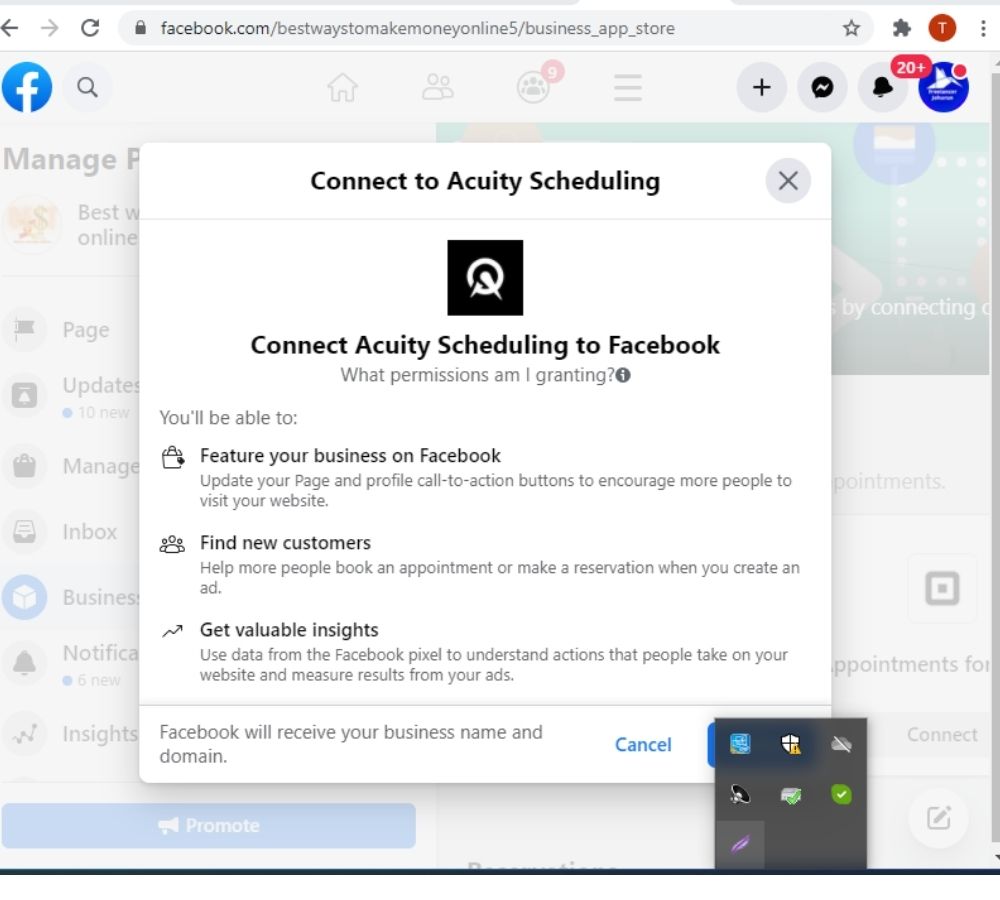 facebook.com/bestwaystomakemoneyonline5/business_app_store
T
9
20+
Manage P
Best w
online
Page
Updates
10 new
Manage
Inbox
Business
Notifica
6 new
Insights
Promote
Connect to Acuity Scheduling
Connect Acuity Scheduling to Facebook
What permissions am I granting?
You'll be able to:
Feature your business on Facebook
Update your Page and profile call-to-action buttons to encourage more people to
visit your website.
Find new customers
Help more people book an appointment or make a reservation when you create an
ad.
Get valuable insights
Use data from the Facebook pixel to understand actions that people take on your
website and measure results from your ads.
Facebook will receive your business name and
domain.
Cancel
by connecting
pointments.
ppointments for
Connect